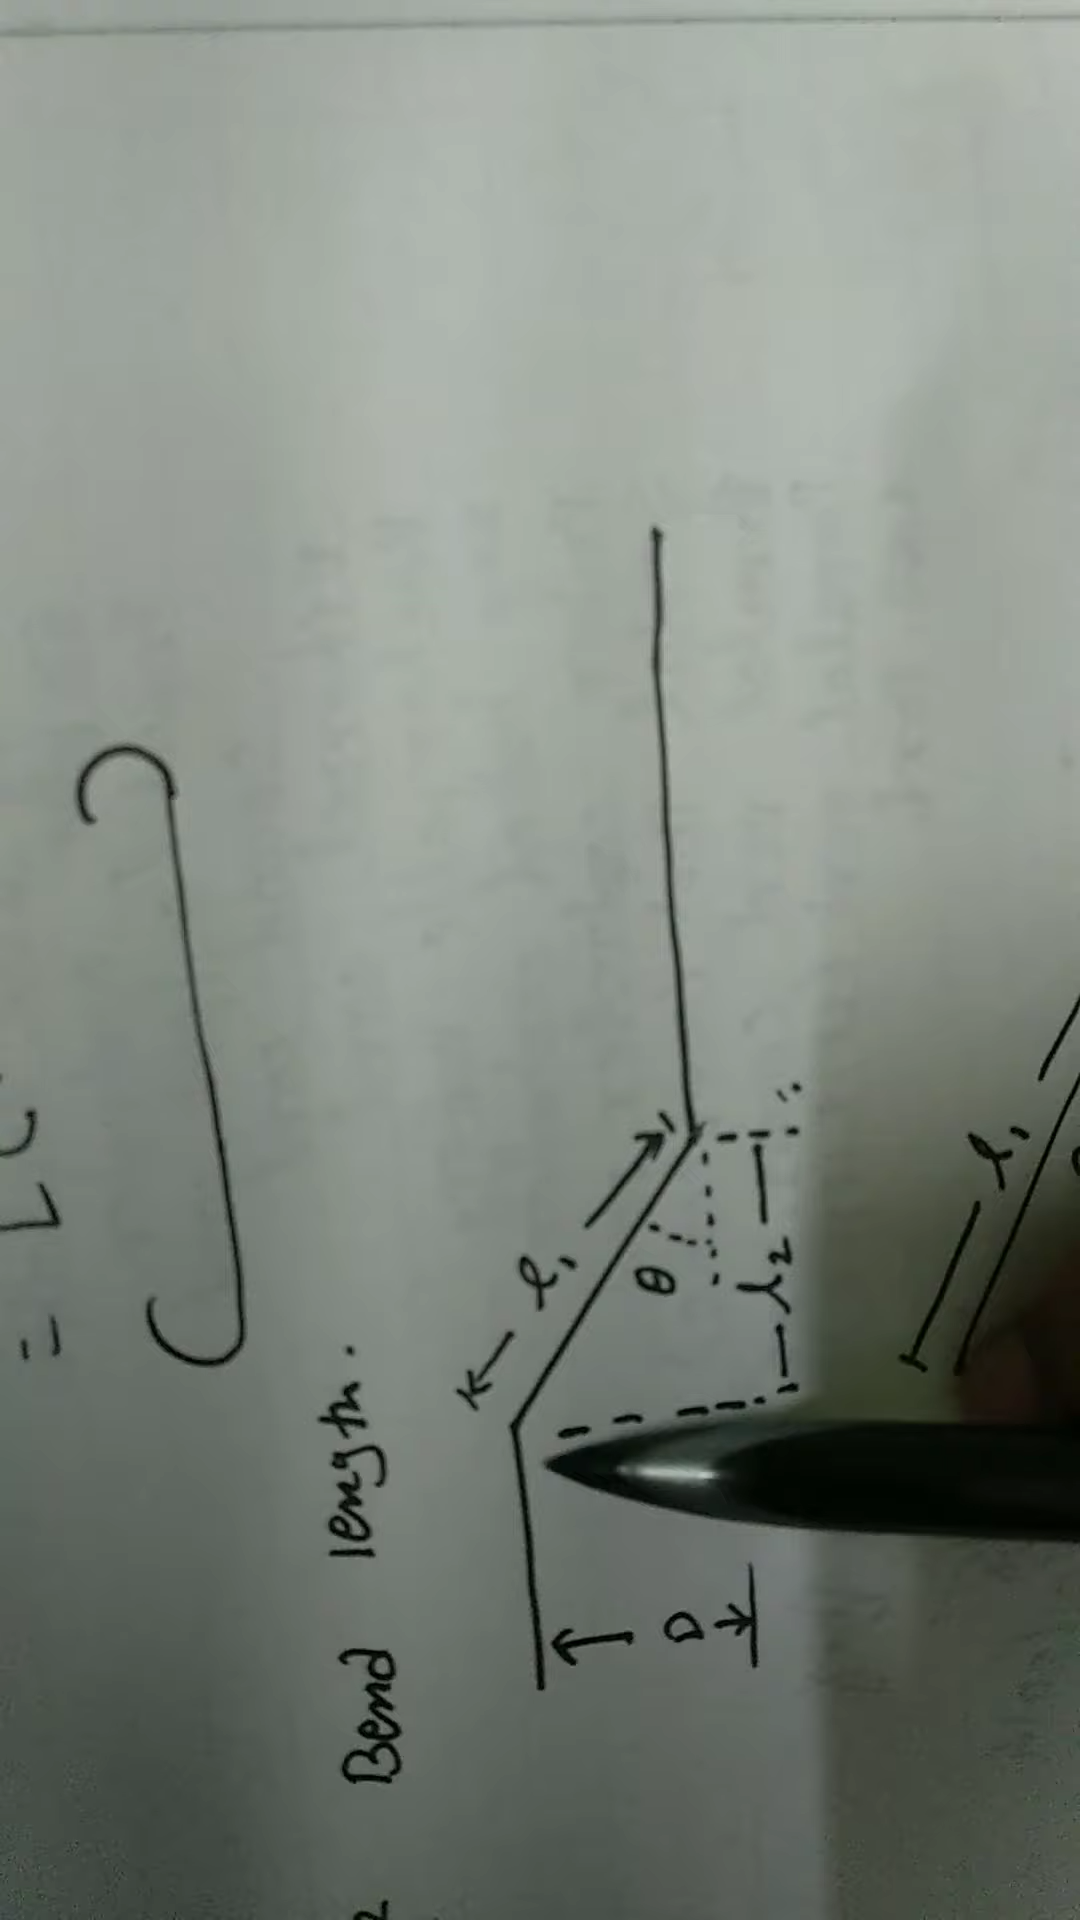 Bend length.
l₁
θ
l₂
D
l₁